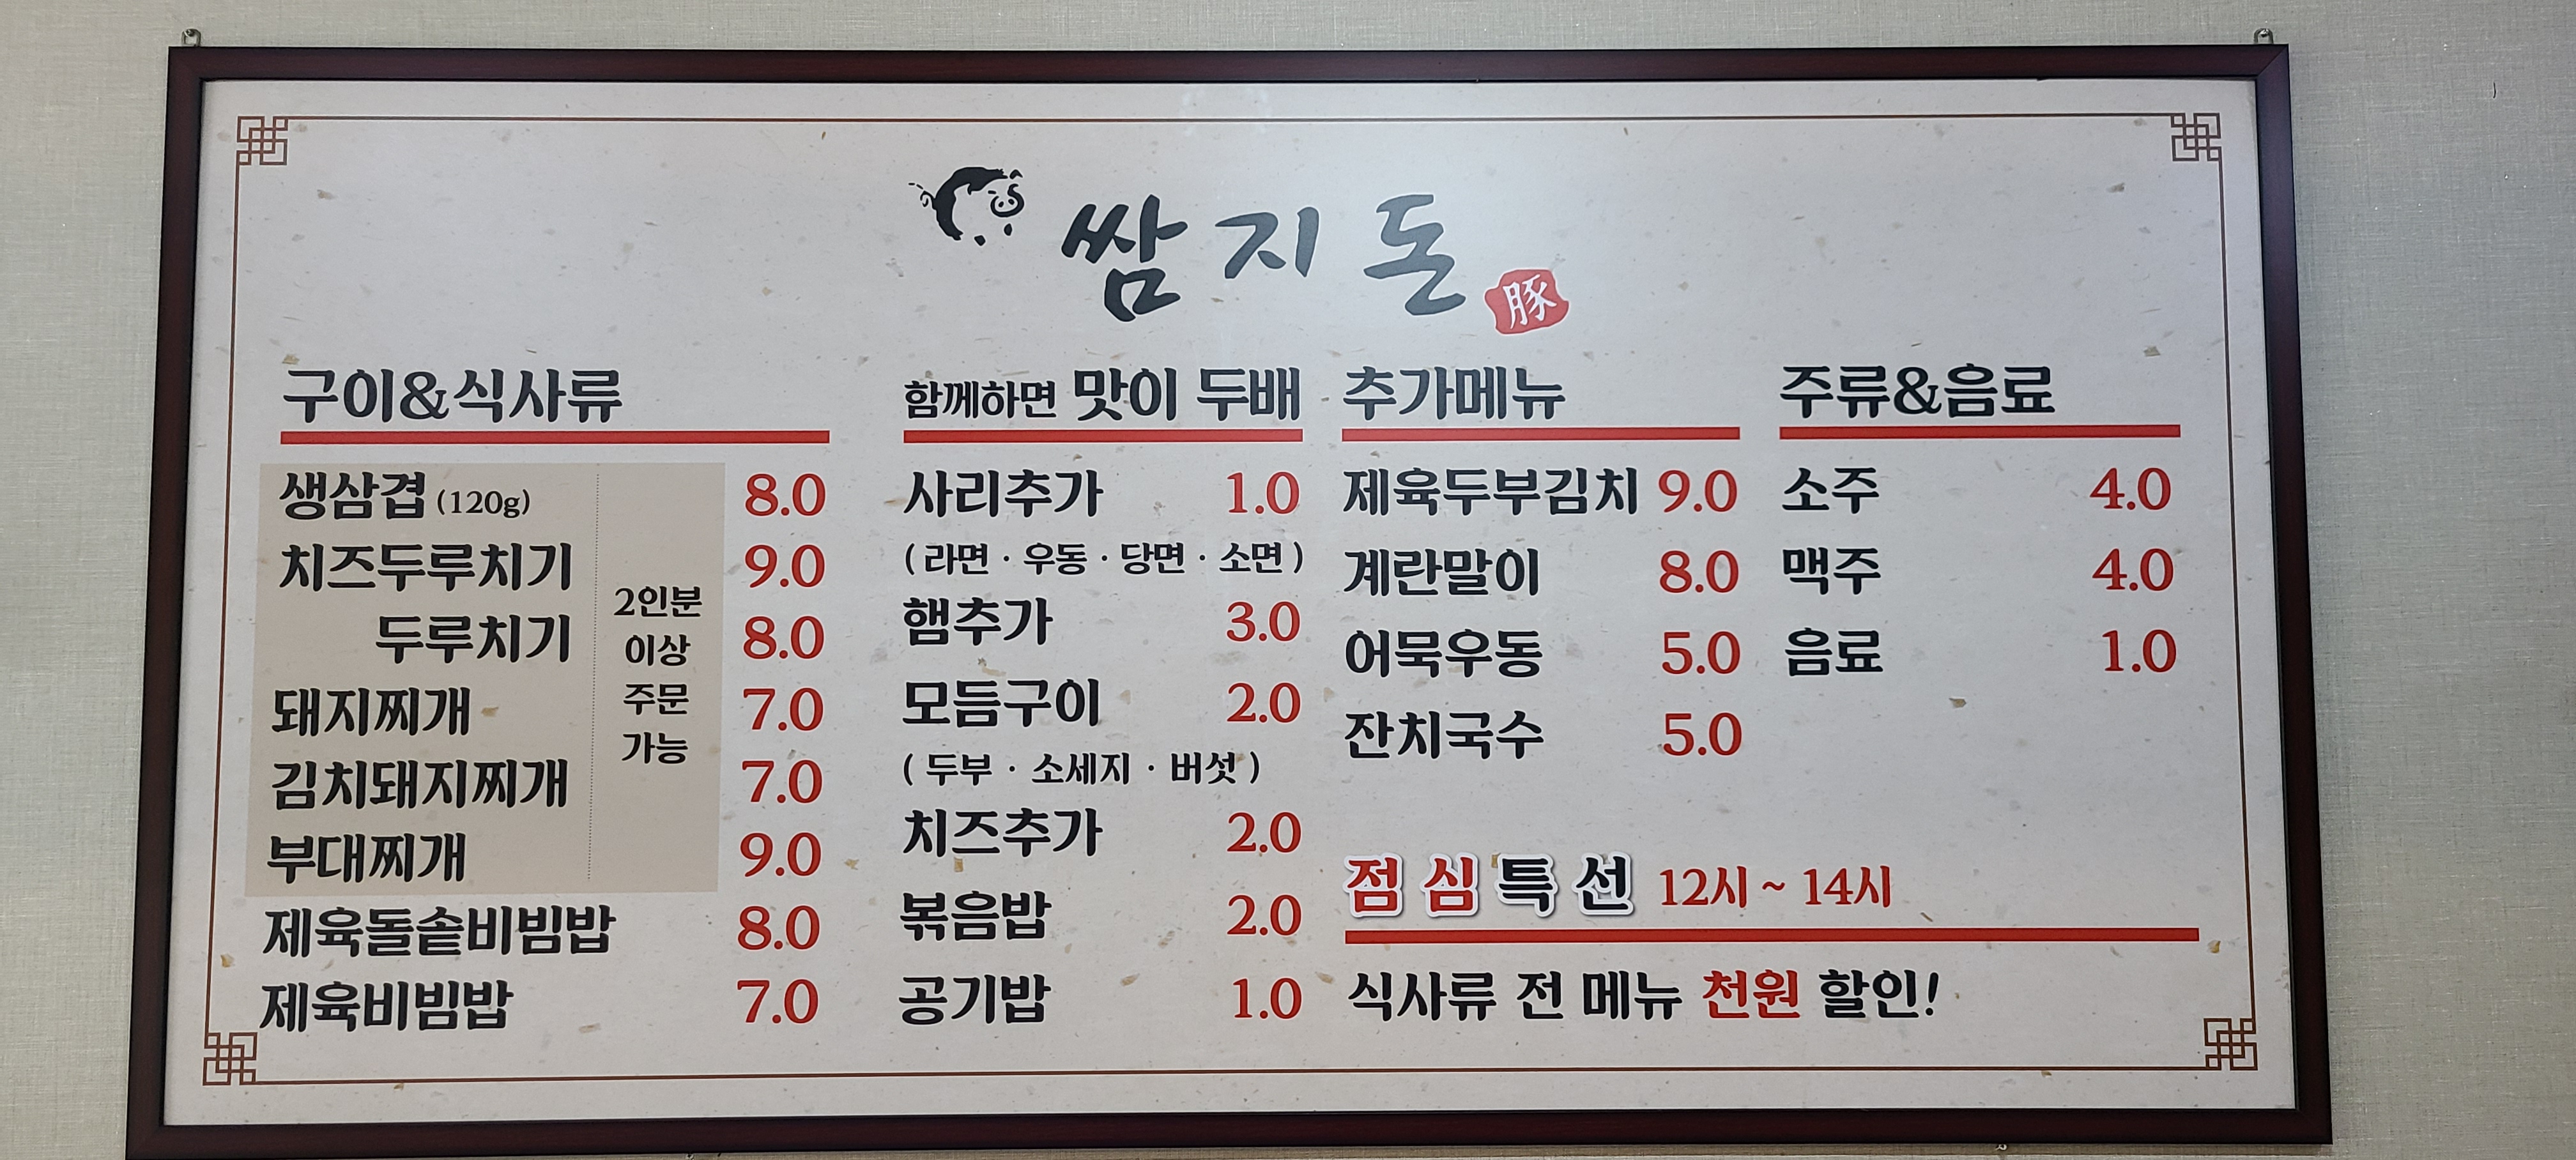 쌈지돈
豚
구이&식사류
생삼겹 (120g) 8.0
치즈두루치기 9.0
두루치기 8.0
돼지찌개 7.0
김치돼지찌개 7.0
부대찌개 9.0
2인분
이상
주문
가능
제육돌솥비빔밥 8.0
제육비빔밥 7.0
함께하면 맛이 두배
사리추가 1.0
( 라면 · 우동 · 당면 · 소면 )
햄추가 3.0
모듬구이 2.0
( 두부 · 소세지 · 버섯 )
치즈추가 2.0
볶음밥 2.0
공기밥 1.0
추가메뉴
제육두부김치 9.0
계란말이 8.0
어묵우동 5.0
잔치국수 5.0
주류&음료
소주 4.0
맥주 4.0
음료 1.0
점심특선 12시 ~ 14시
식사류 전 메뉴 천원 할인!